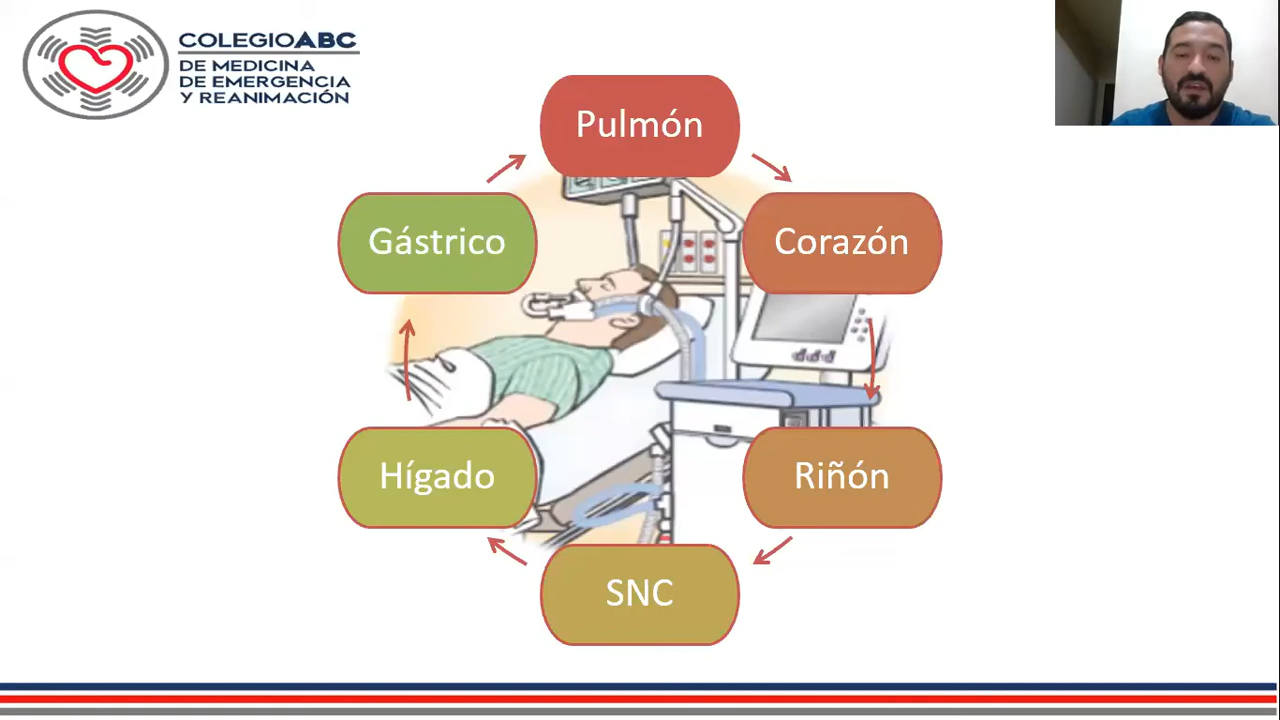 COLEGIOABC
DE MEDICINA
DE EMERGENCIA
Y REANIMACIÓN
Pulmón
Gástrico
Corazón
Hígado
Riñón
SNC